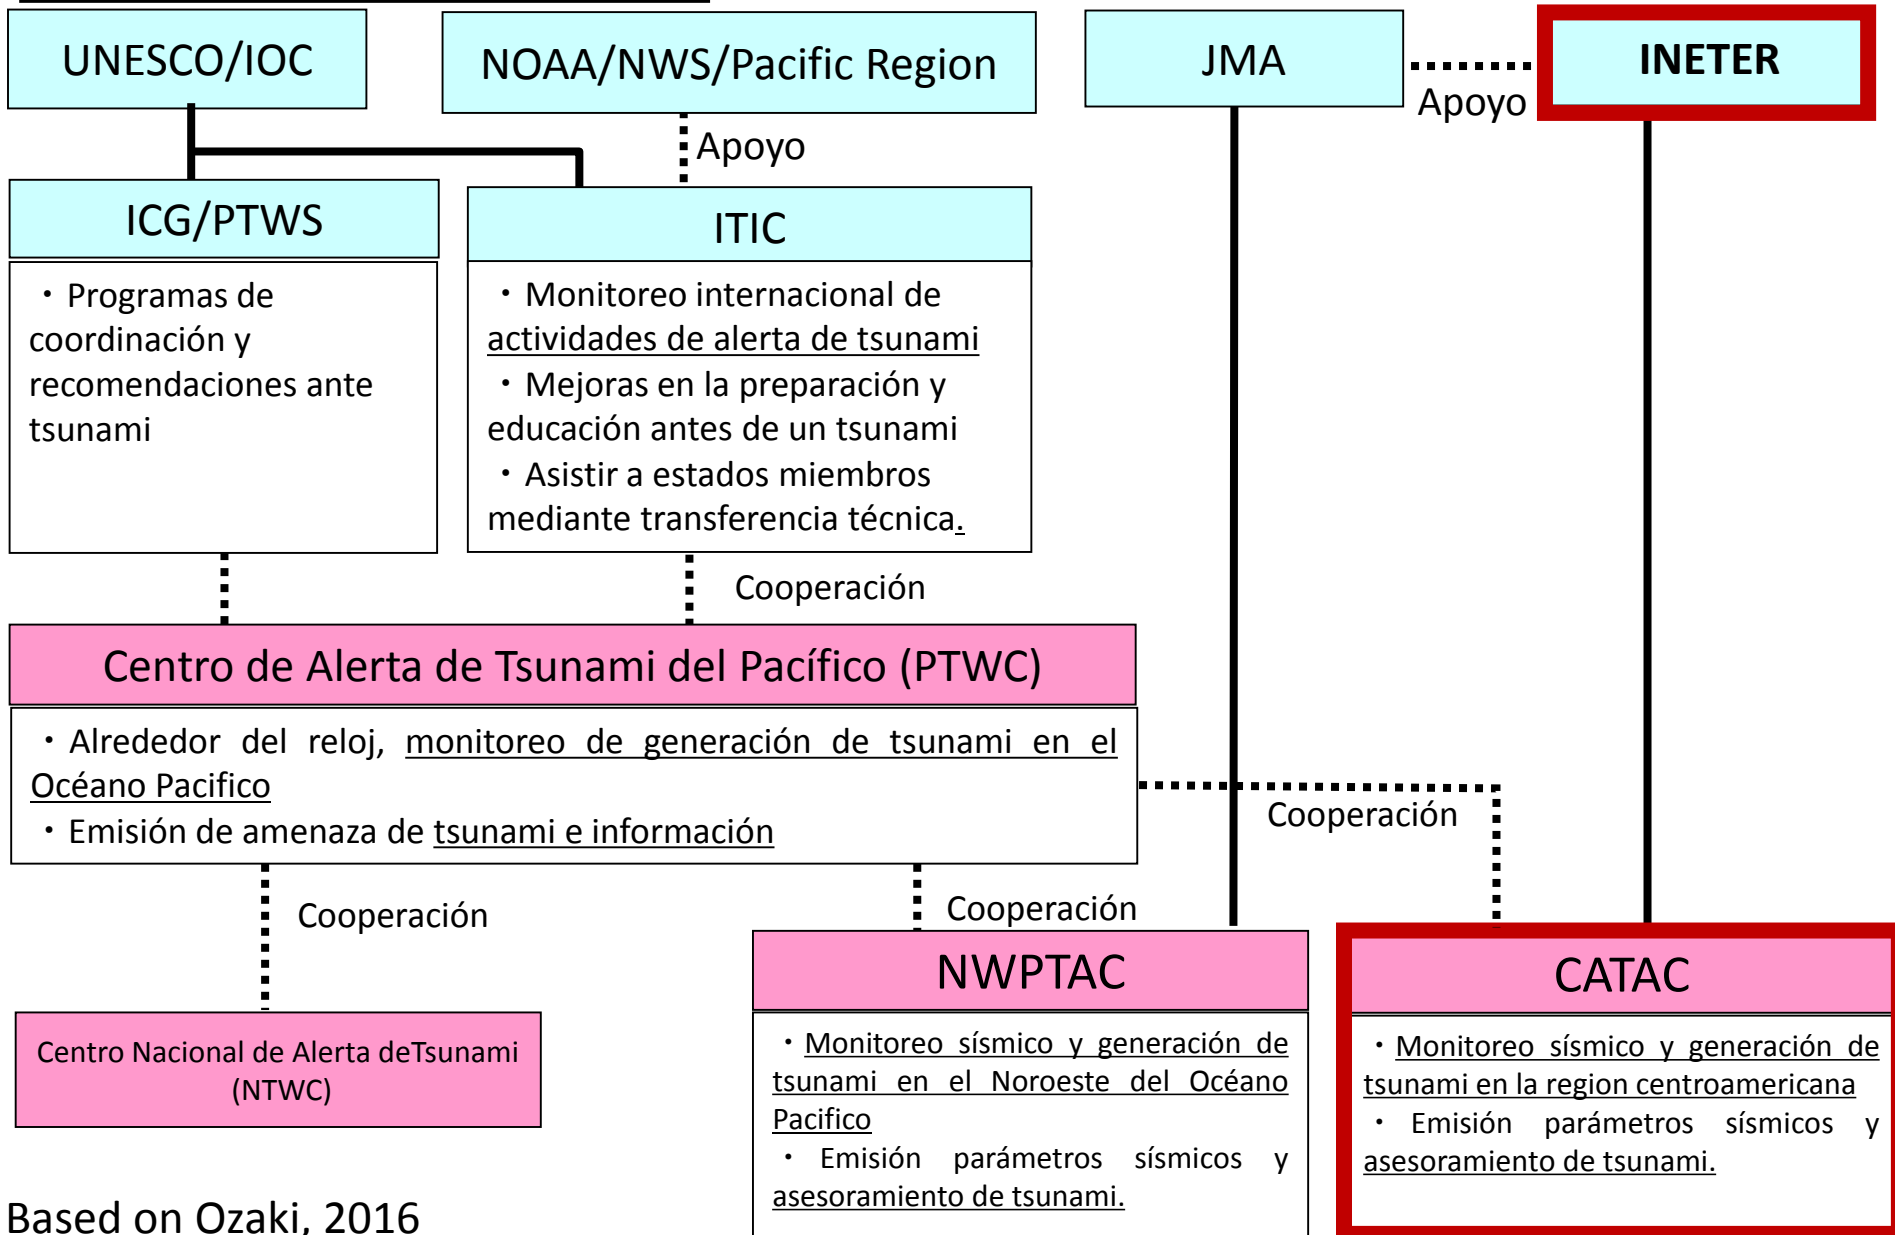 UNESCO/IOC
NOAA/NWS/Pacific Region
JMA
Apoyo
INETER
Apoyo
ICG/PTWS
・Programas de
coordinación y
recomendaciones ante
tsunami
ITIC
・Monitoreo internacional de
actividades de alerta de tsunami
・Mejoras en la preparación y
educación antes de un tsunami
・Asistir a estados miembros
mediante transferencia técnica.
Cooperación
Centro de Alerta de Tsunami del Pacífico (PTWC)
・Alrededor del reloj, monitoreo de generación de tsunami en el
Océano Pacifico
・Emisión de amenaza de tsunami e información
Cooperación
Cooperación
Cooperación
Centro Nacional de Alerta deTsunami
(NTWC)
NWPTAC
・Monitoreo sísmico y generación de
tsunami en el Noroeste del Océano
Pacifico
・Emisión parámetros sísmicos y
asesoramiento de tsunami.
CATAC
・Monitoreo sísmico y generación de
tsunami en la region centroamericana
・Emisión parámetros sísmicos y
asesoramiento de tsunami.
Based on Ozaki, 2016